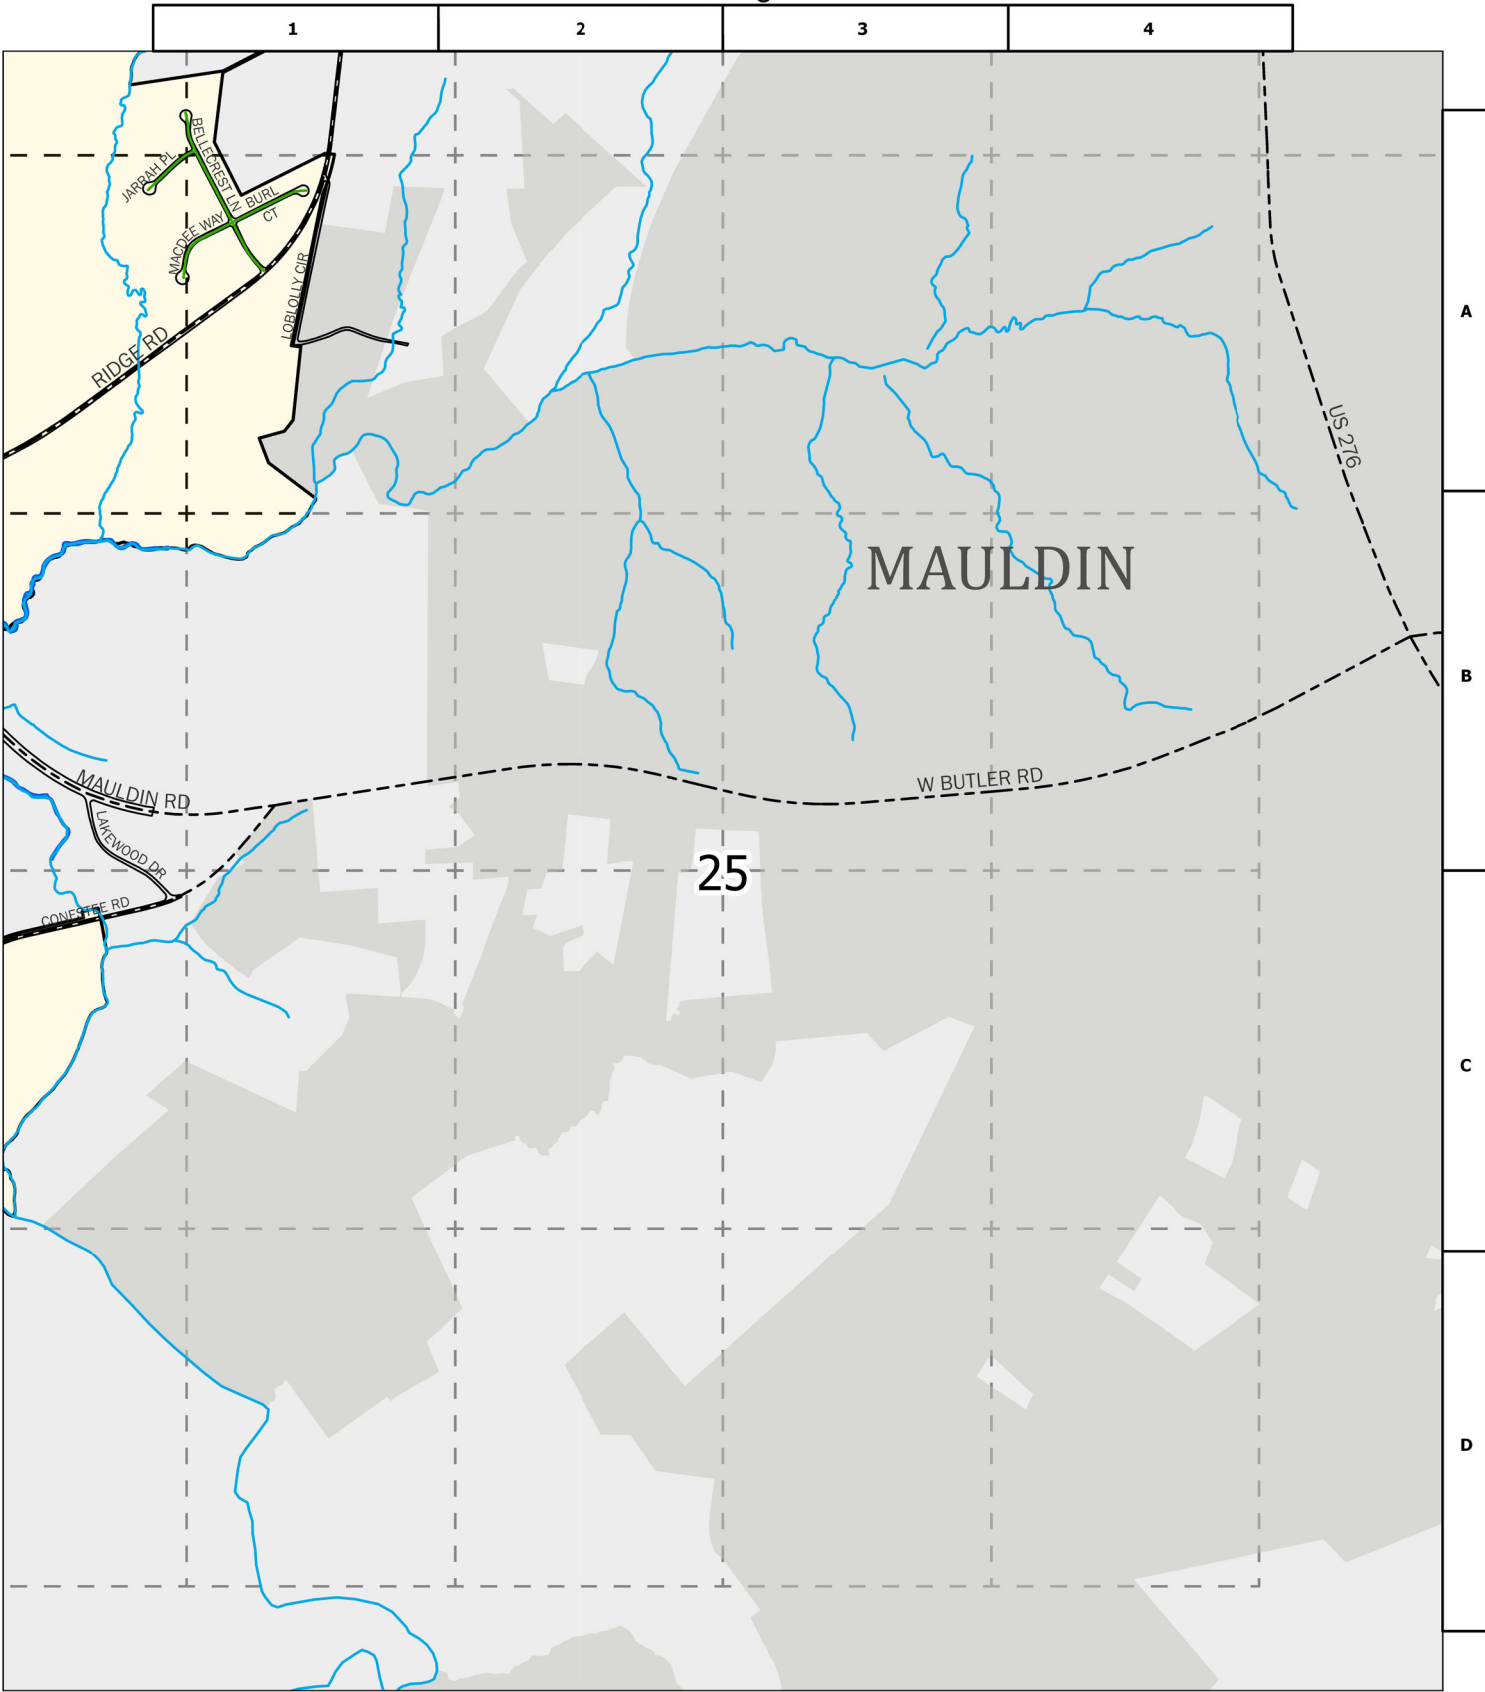 1
2
3
4
JARRAH PL
BELLECREST LN
BURL
CT
MACDEE WAY
LOBLOLLY CIR
RIDGE RD
A
US 276
MAULDIN
B
W BUTLER RD
MAULDIN RD
LAKEWOOD DR
25
CONESTEE RD
C
D